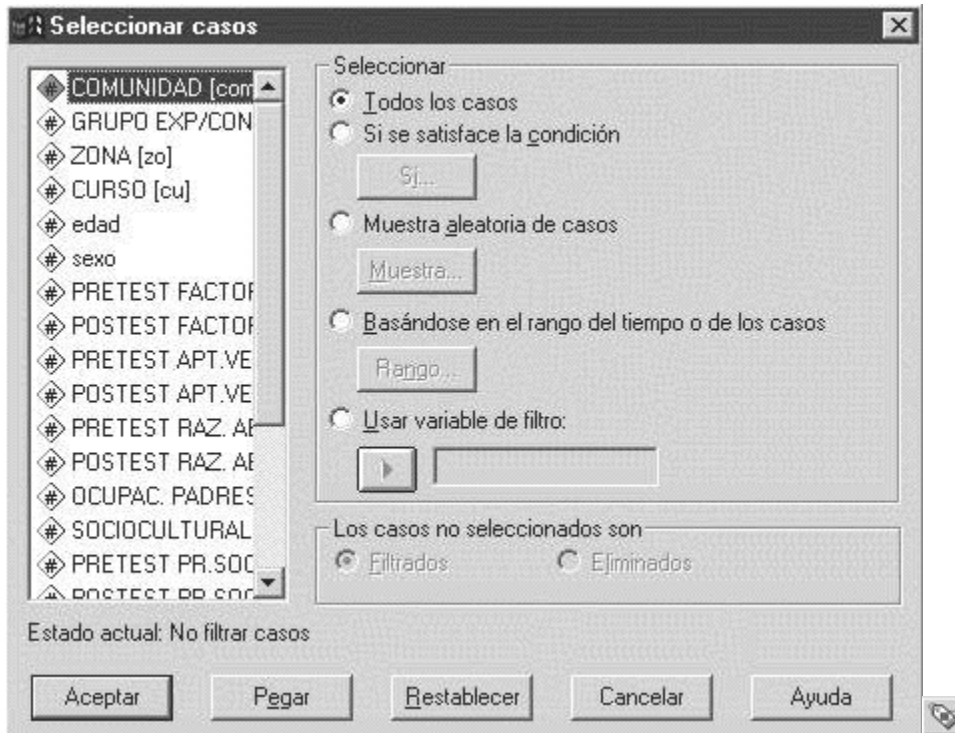 Seleccionar casos
COMUNIDAD [com
GRUPO EXP/CON
ZONA [zo]
CURSO [cu]
edad
sexo
PRETEST FACTOR
POSTEST FACTOR
PRETEST APT.VE
POSTEST APT.VE
PRETEST RAZ. AB
POSTEST RAZ. AB
OCUPAC. PADRES
SOCIOCULTURAL
PRETEST PR.SOC
POSTEST PR.SOC
Seleccionar
Todos los casos
Si se satisface la condición
Si...
Muestra aleatoria de casos
Muestra...
Basándose en el rango del tiempo o de los casos
Rango...
Usar variable de filtro:
Los casos no seleccionados son
Filtrados
Eliminados
Estado actual: No filtrar casos
Aceptar
Pegar
Restablecer
Cancelar
Ayuda